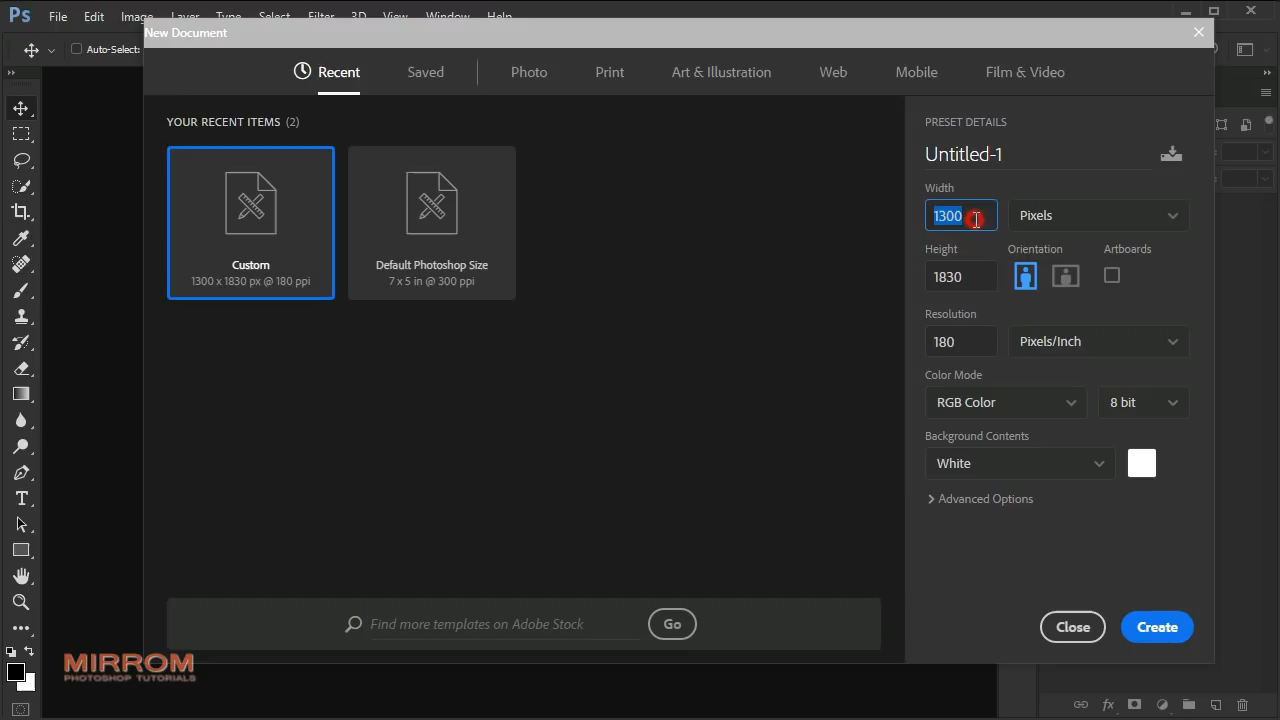 Ps File Edit Image Layer Type Select Filter 3D View Window Help
New Document
Auto-Select:
Recent Saved Photo Print Art & Illustration Web Mobile Film & Video
YOUR RECENT ITEMS (2)
PRESET DETAILS
Untitled-1
Width
1300 Pixels
Height Orientation Artboards
1830
Custom
1300 x 1830 px @ 180 ppi
Default Photoshop Size
7 x 5 in @ 300 ppi
Resolution
180 Pixels/Inch
Color Mode
RGB Color 8 bit
Background Contents
White
Advanced Options
Find more templates on Adobe Stock Go
Close Create
MIRROM
PHOTOSHOP TUTORIALS
fx